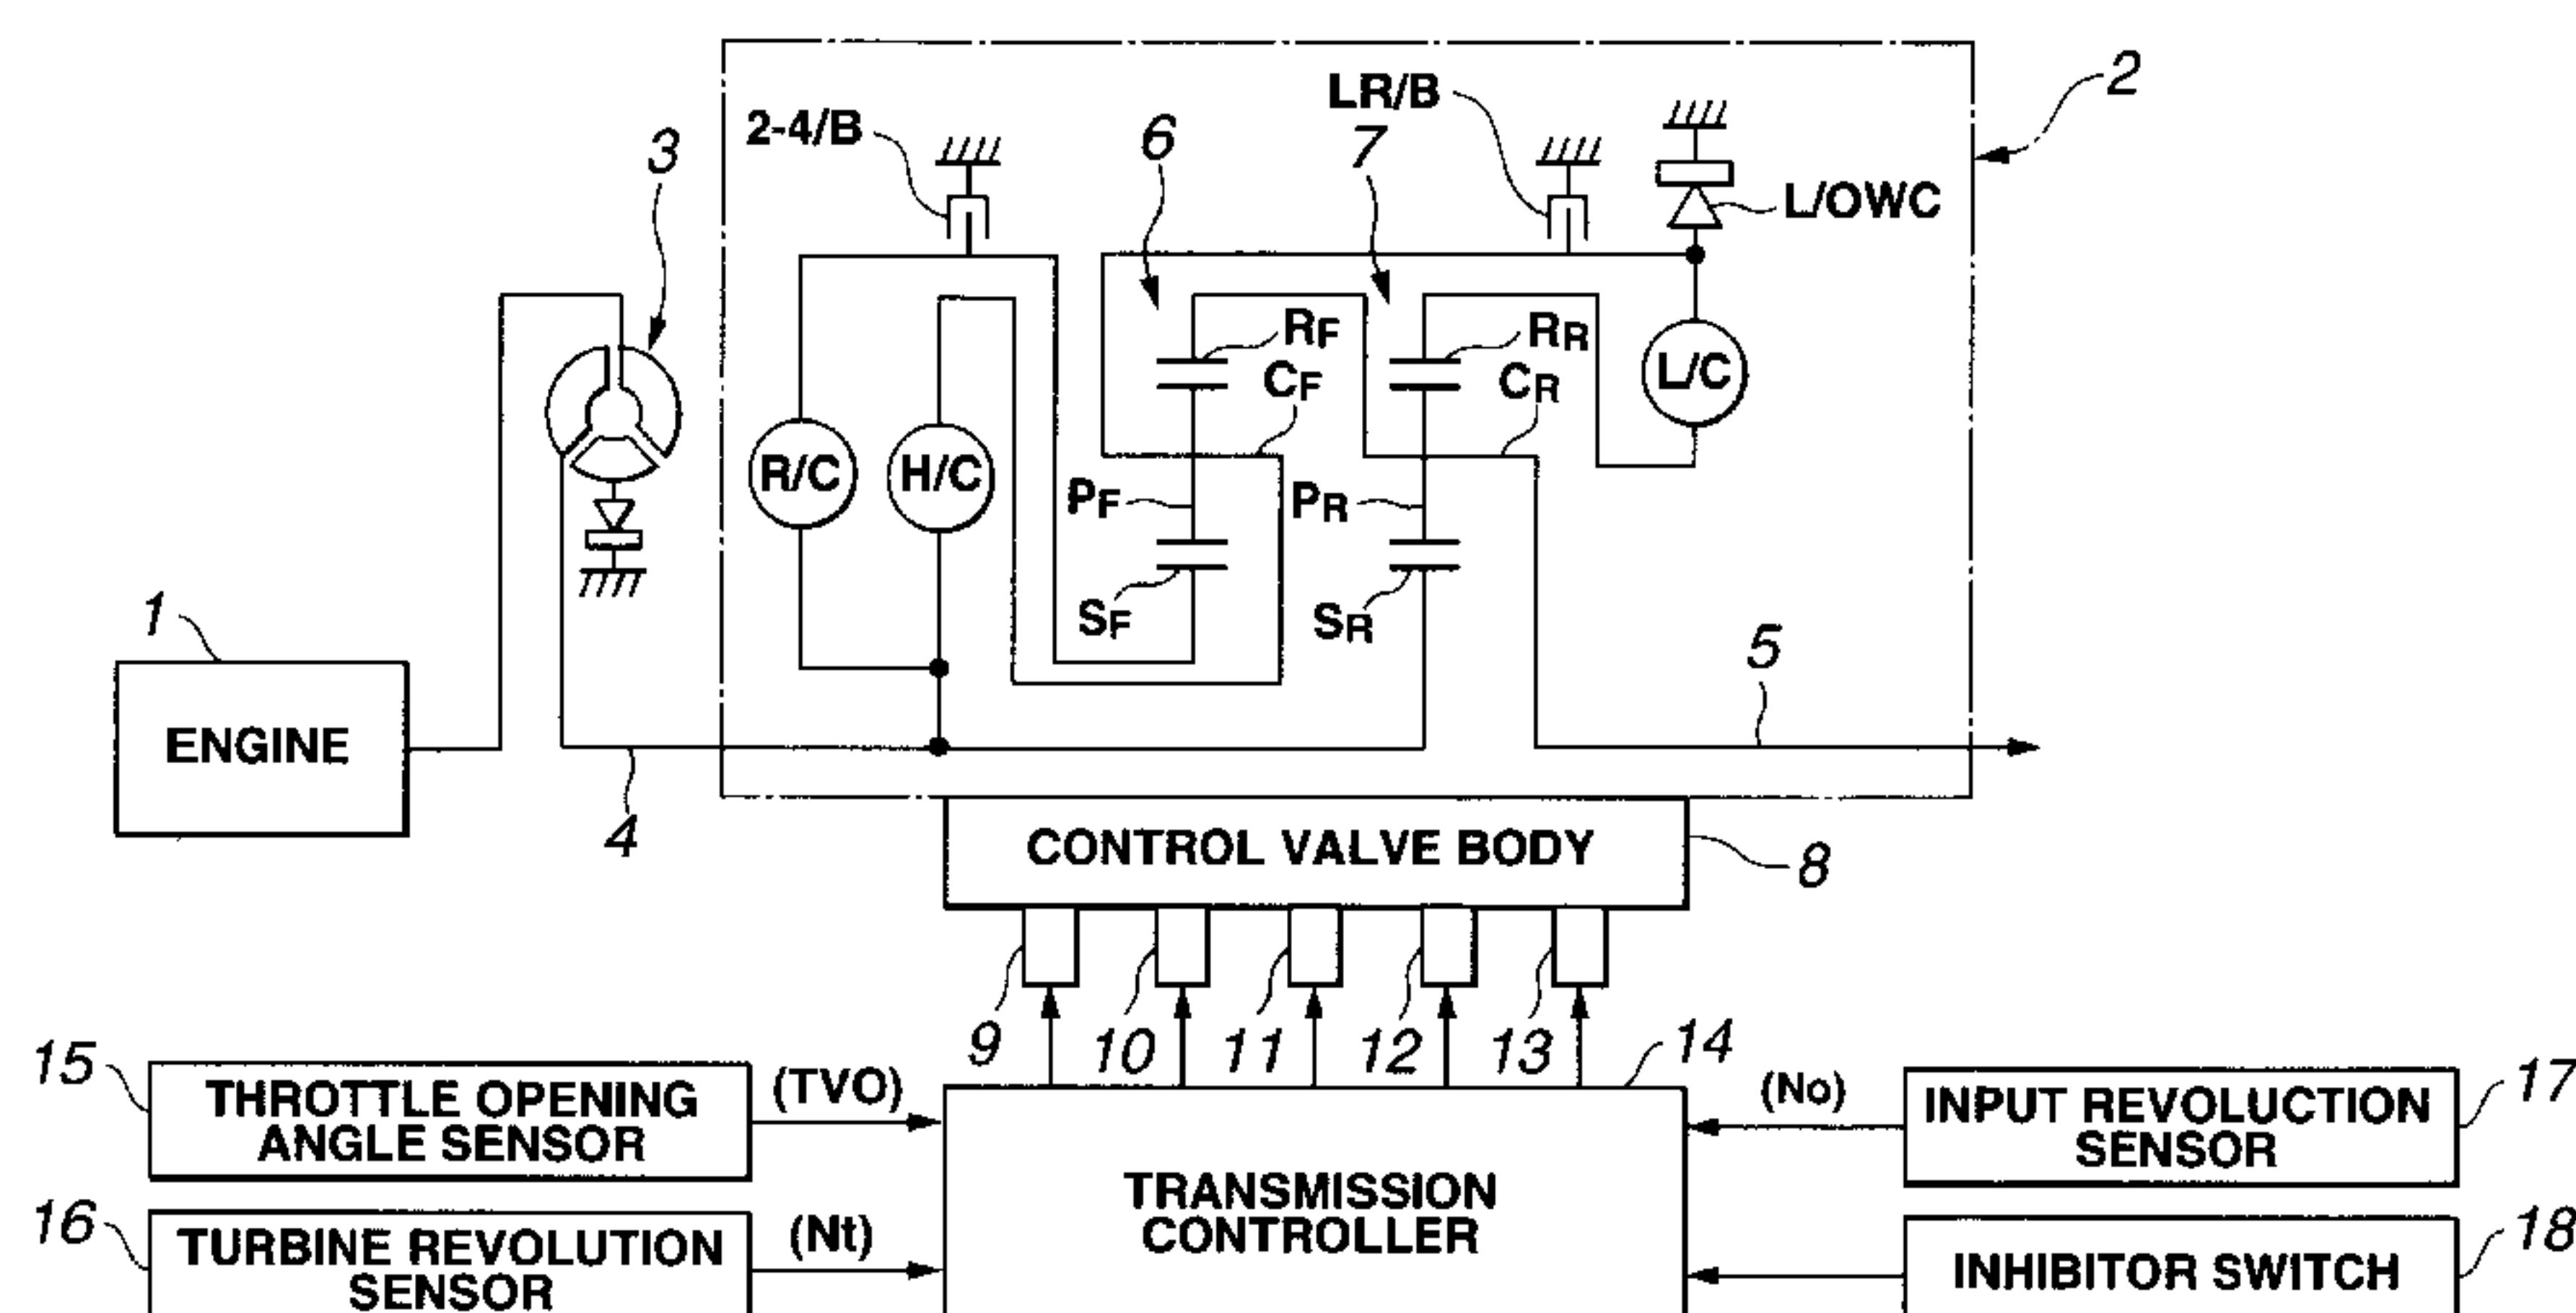 2
LR/B
2-4/B
6
7
3
L/OWC
RF
RR
CF
CR
L/C
R/C
H/C
PF
PR
SF
SR
1
5
ENGINE
4
CONTROL VALVE BODY
8
9
10
11
12
13
14
15
THROTTLE OPENING
ANGLE SENSOR
(TVO)
(No)
INPUT REVOLUCTION
SENSOR
17
TRANSMISSION
CONTROLLER
16
TURBINE REVOLUTION
SENSOR
(Nt)
INHIBITOR SWITCH
18